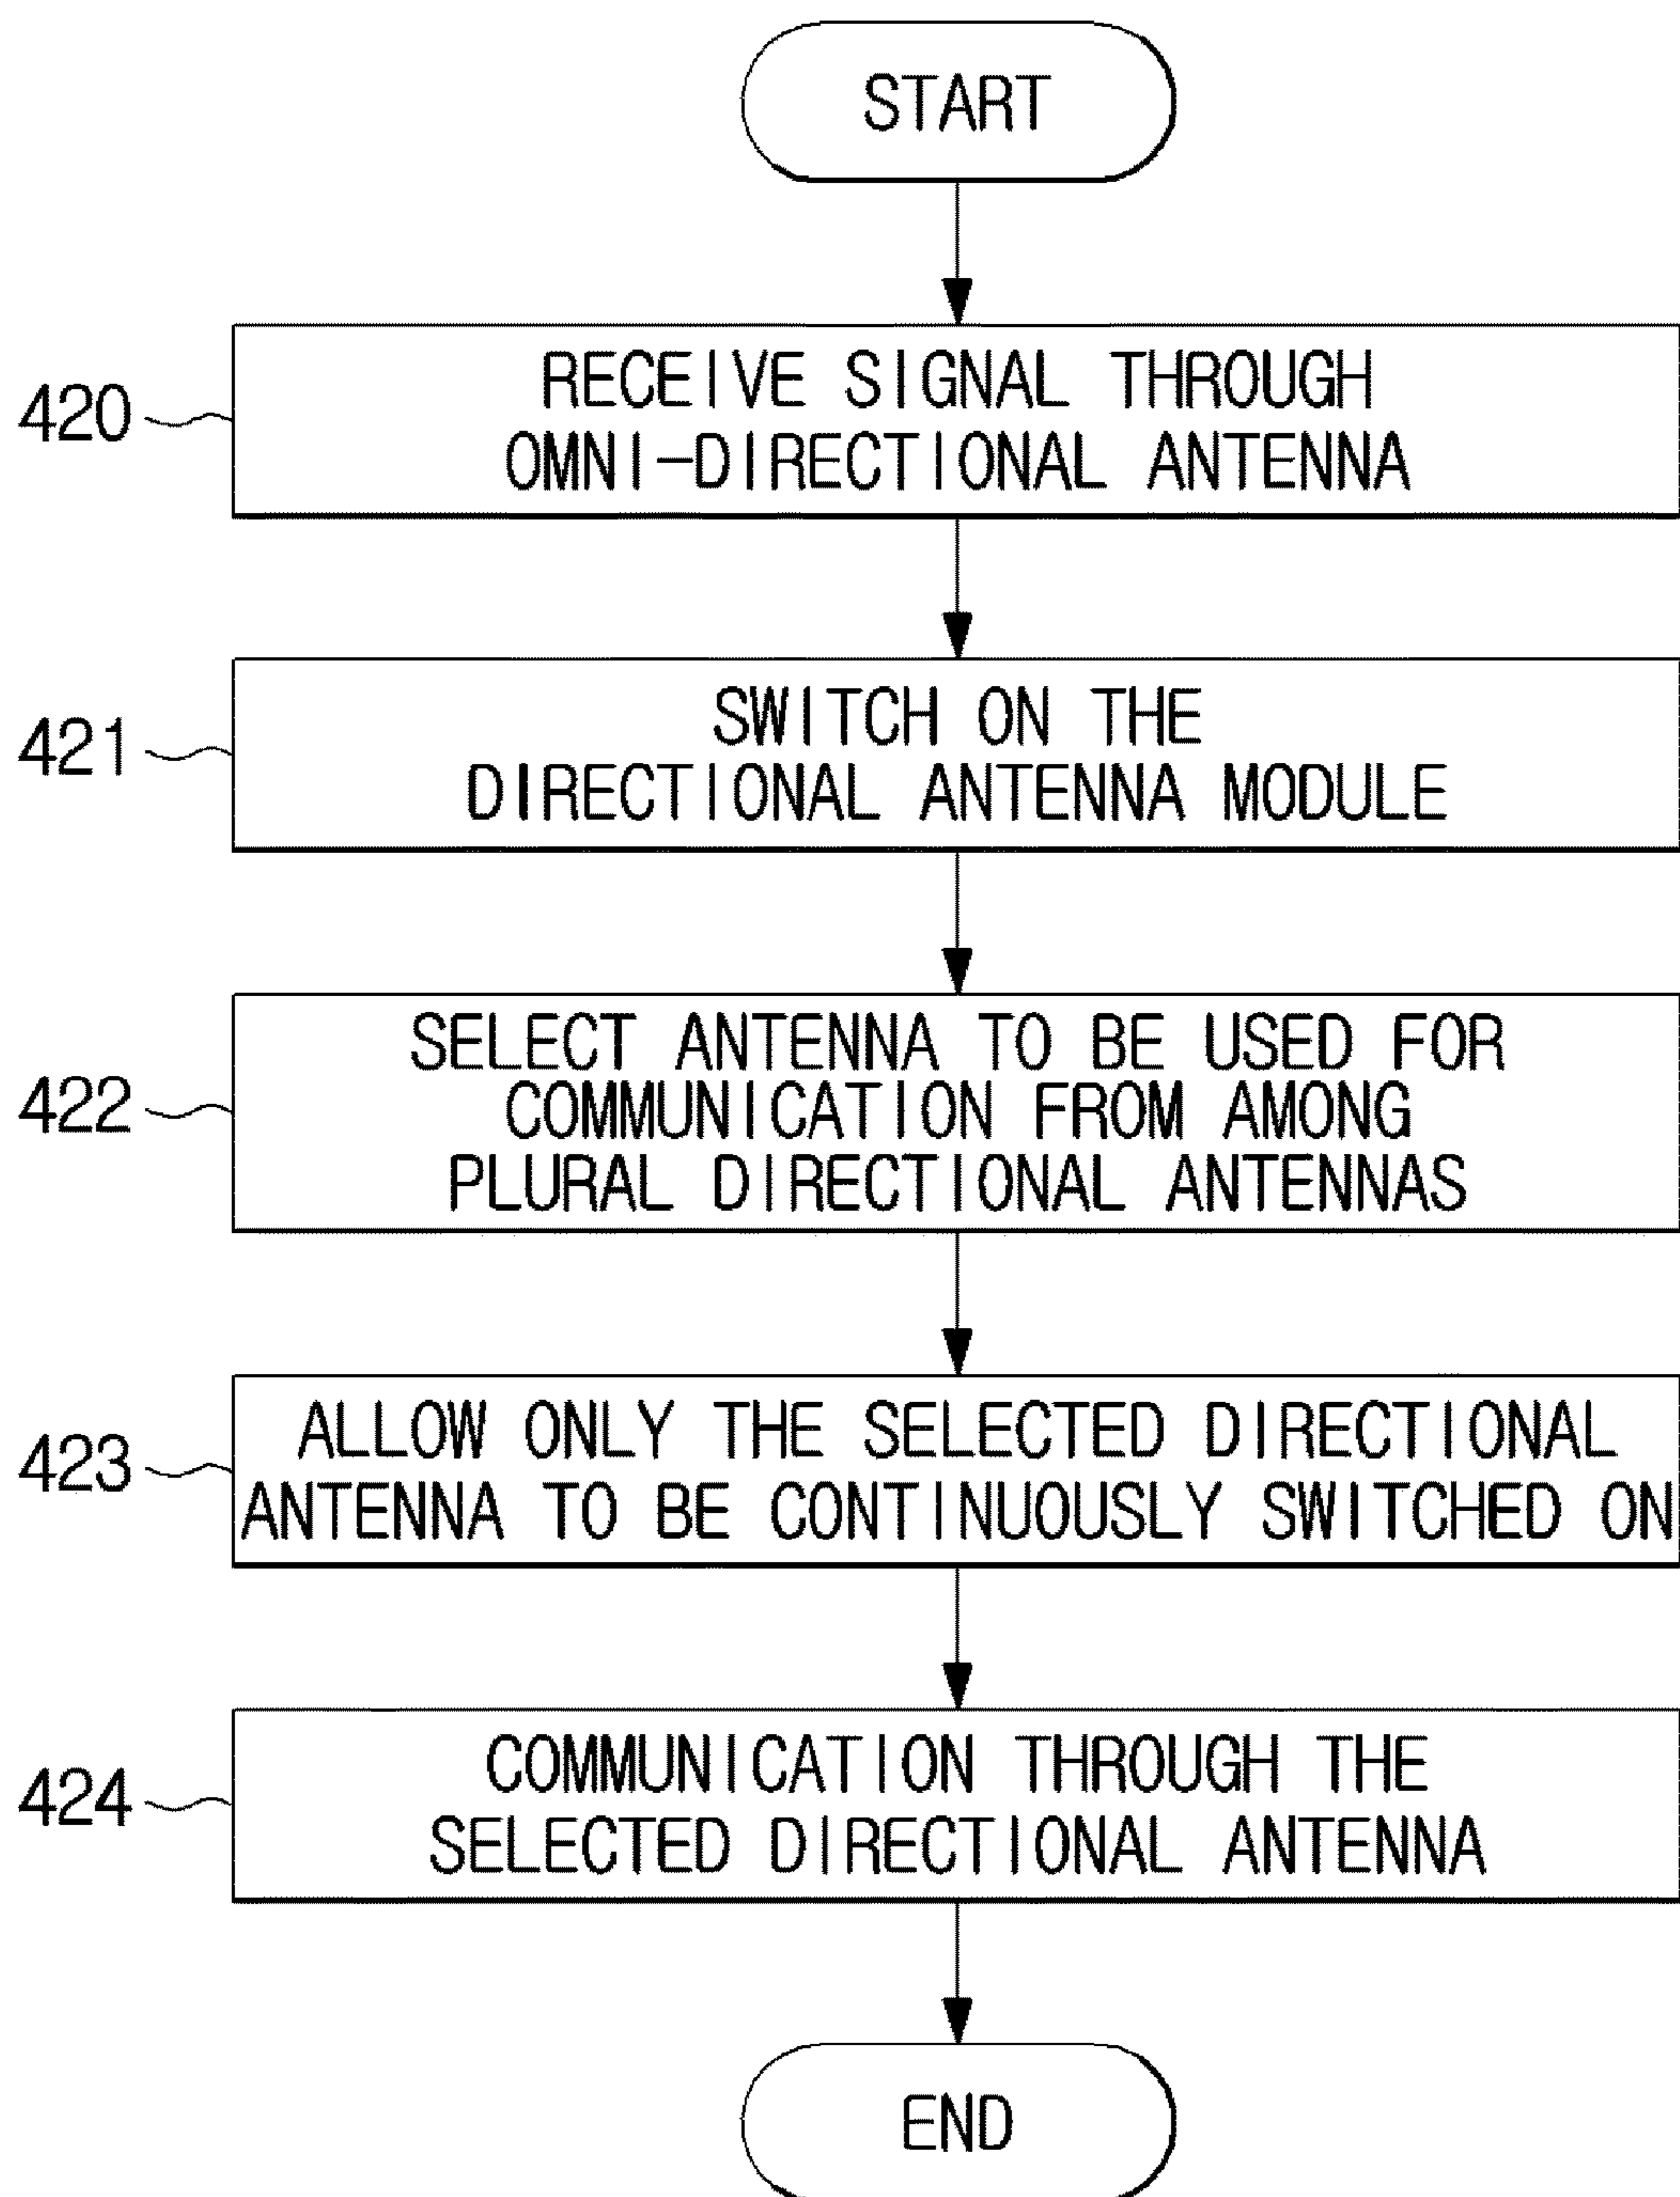 START
420
RECEIVE SIGNAL THROUGH
OMNI-DIRECTIONAL ANTENNA
421
SWITCH ON THE
DIRECTIONAL ANTENNA MODULE
422
SELECT ANTENNA TO BE USED FOR
COMMUNICATION FROM AMONG
PLURAL DIRECTIONAL ANTENNAS
423
ALLOW ONLY THE SELECTED DIRECTIONAL
ANTENNA TO BE CONTINUOUSLY SWITCHED ON
424
COMMUNICATION THROUGH THE
SELECTED DIRECTIONAL ANTENNA
END